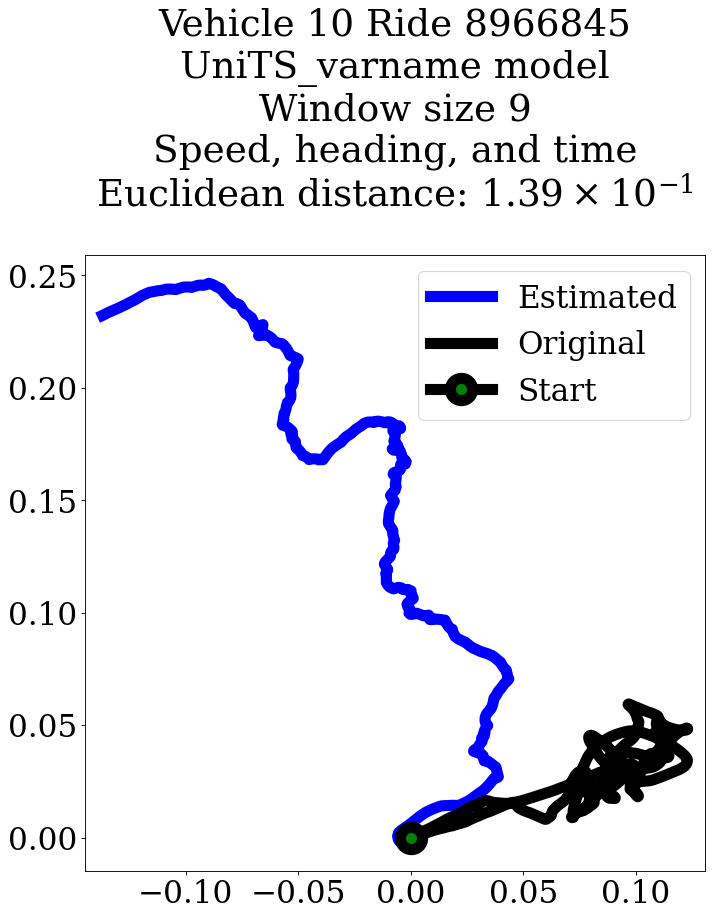 Vehicle 10 Ride 8966845
UniTS_varname model
Window size 9
Speed, heading, and time
Euclidean distance: 1.39 × 10⁻¹
Estimated
Original
Start
0.25
0.20
0.15
0.10
0.05
0.00
−0.10 −0.05 0.00 0.05 0.10